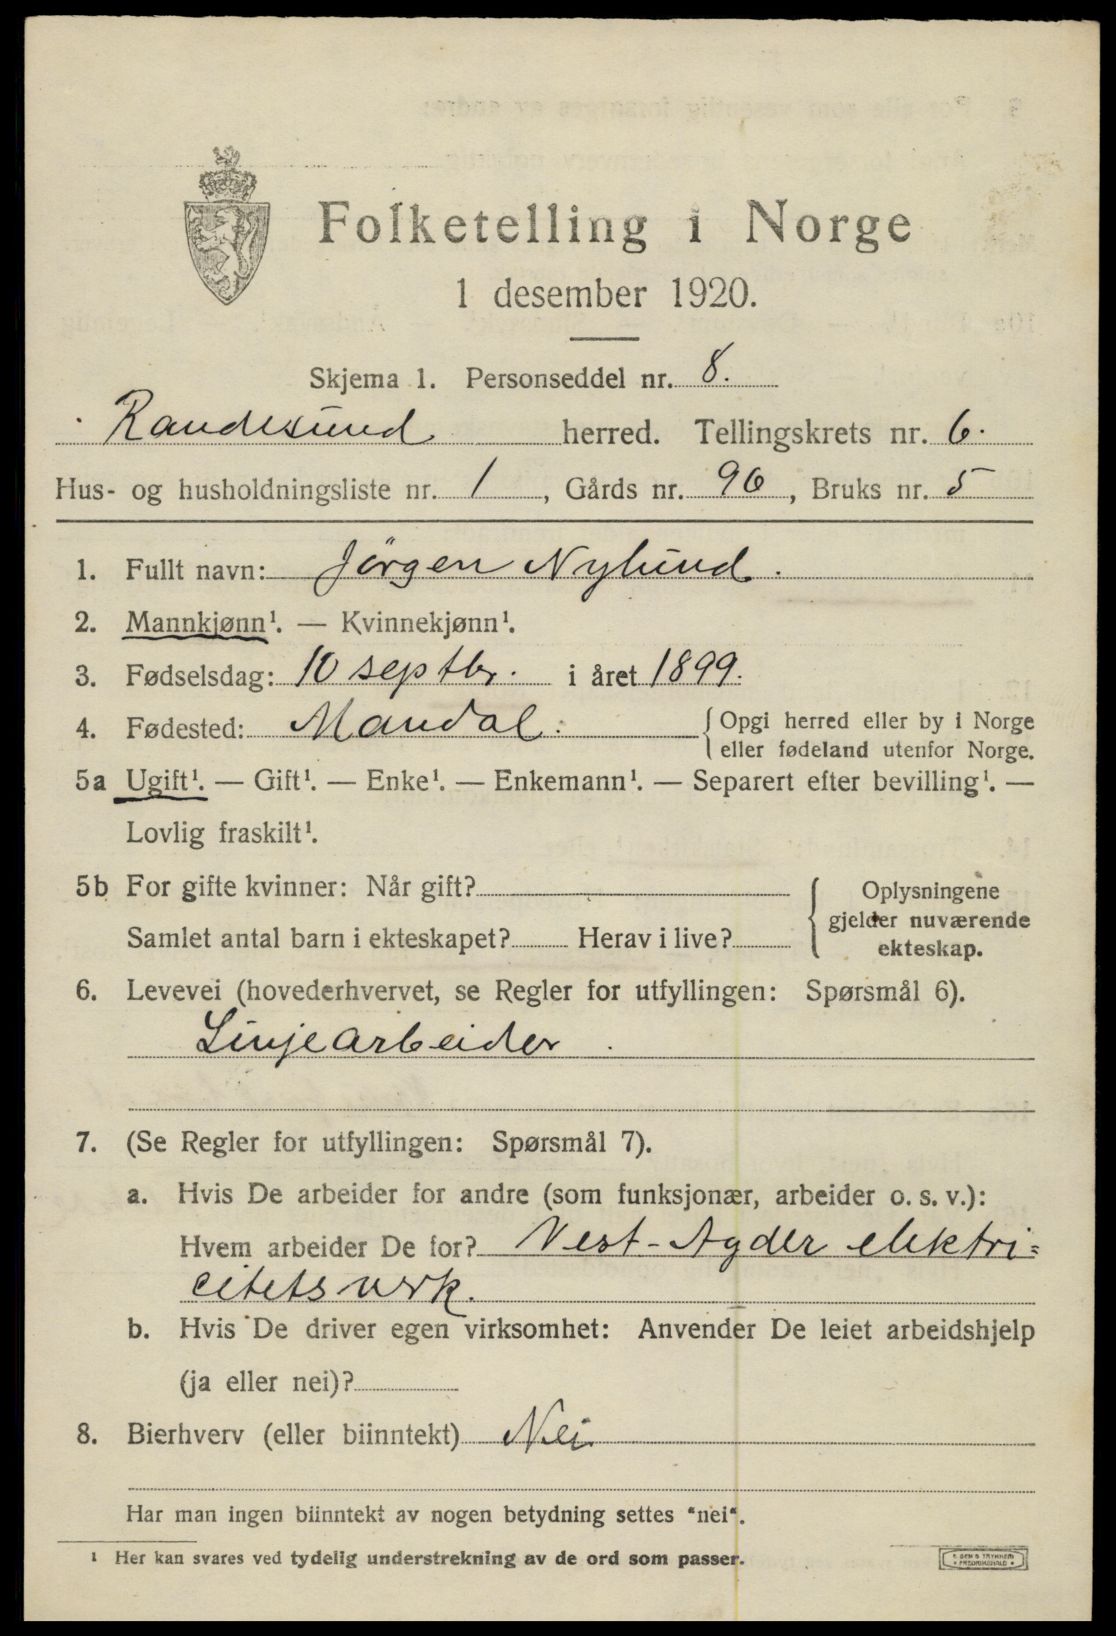 Folketelling i Norge
1 desember 1920.
Skjema 1. Personseddel nr. 8.
Randesund herred. Tellingskrets nr. 6.
Hus- og husholdningsliste nr. 1, Gårds nr. 96, Bruks nr. 5
1. Fullt navn: Jörgen Nylund.
2. Mannkjønn¹. — Kvinnekjønn¹.
3. Fødselsdag: 10 septbr. i året 1899.
4. Fødested: Mandal. Opgi herred eller by i Norge
eller fødeland utenfor Norge.
5a Ugift¹. — Gift¹. — Enke¹. — Enkemann¹. — Separert efter bevilling¹. —
Lovlig fraskilt¹.
5b For gifte kvinner: Når gift?
Samlet antal barn i ekteskapet? Herav i live?
Oplysningene
gjelder nuværende
ekteskap.
6. Levevei (hovederhvervet, se Regler for utfyllingen: Spørsmål 6).
Linjearbeider.
7. (Se Regler for utfyllingen: Spørsmål 7).
a. Hvis De arbeider for andre (som funksjonær, arbeider o. s. v.):
Hvem arbeider De for? Vest-Agder elektri=
citetsverk.
b. Hvis De driver egen virksomhet: Anvender De leiet arbeidshjelp
(ja eller nei)?
8. Bierhverv (eller biinntekt) Nei
Har man ingen biinntekt av nogen betydning settes "nei".
¹ Her kan svares ved tydelig understrekning av de ord som passer.